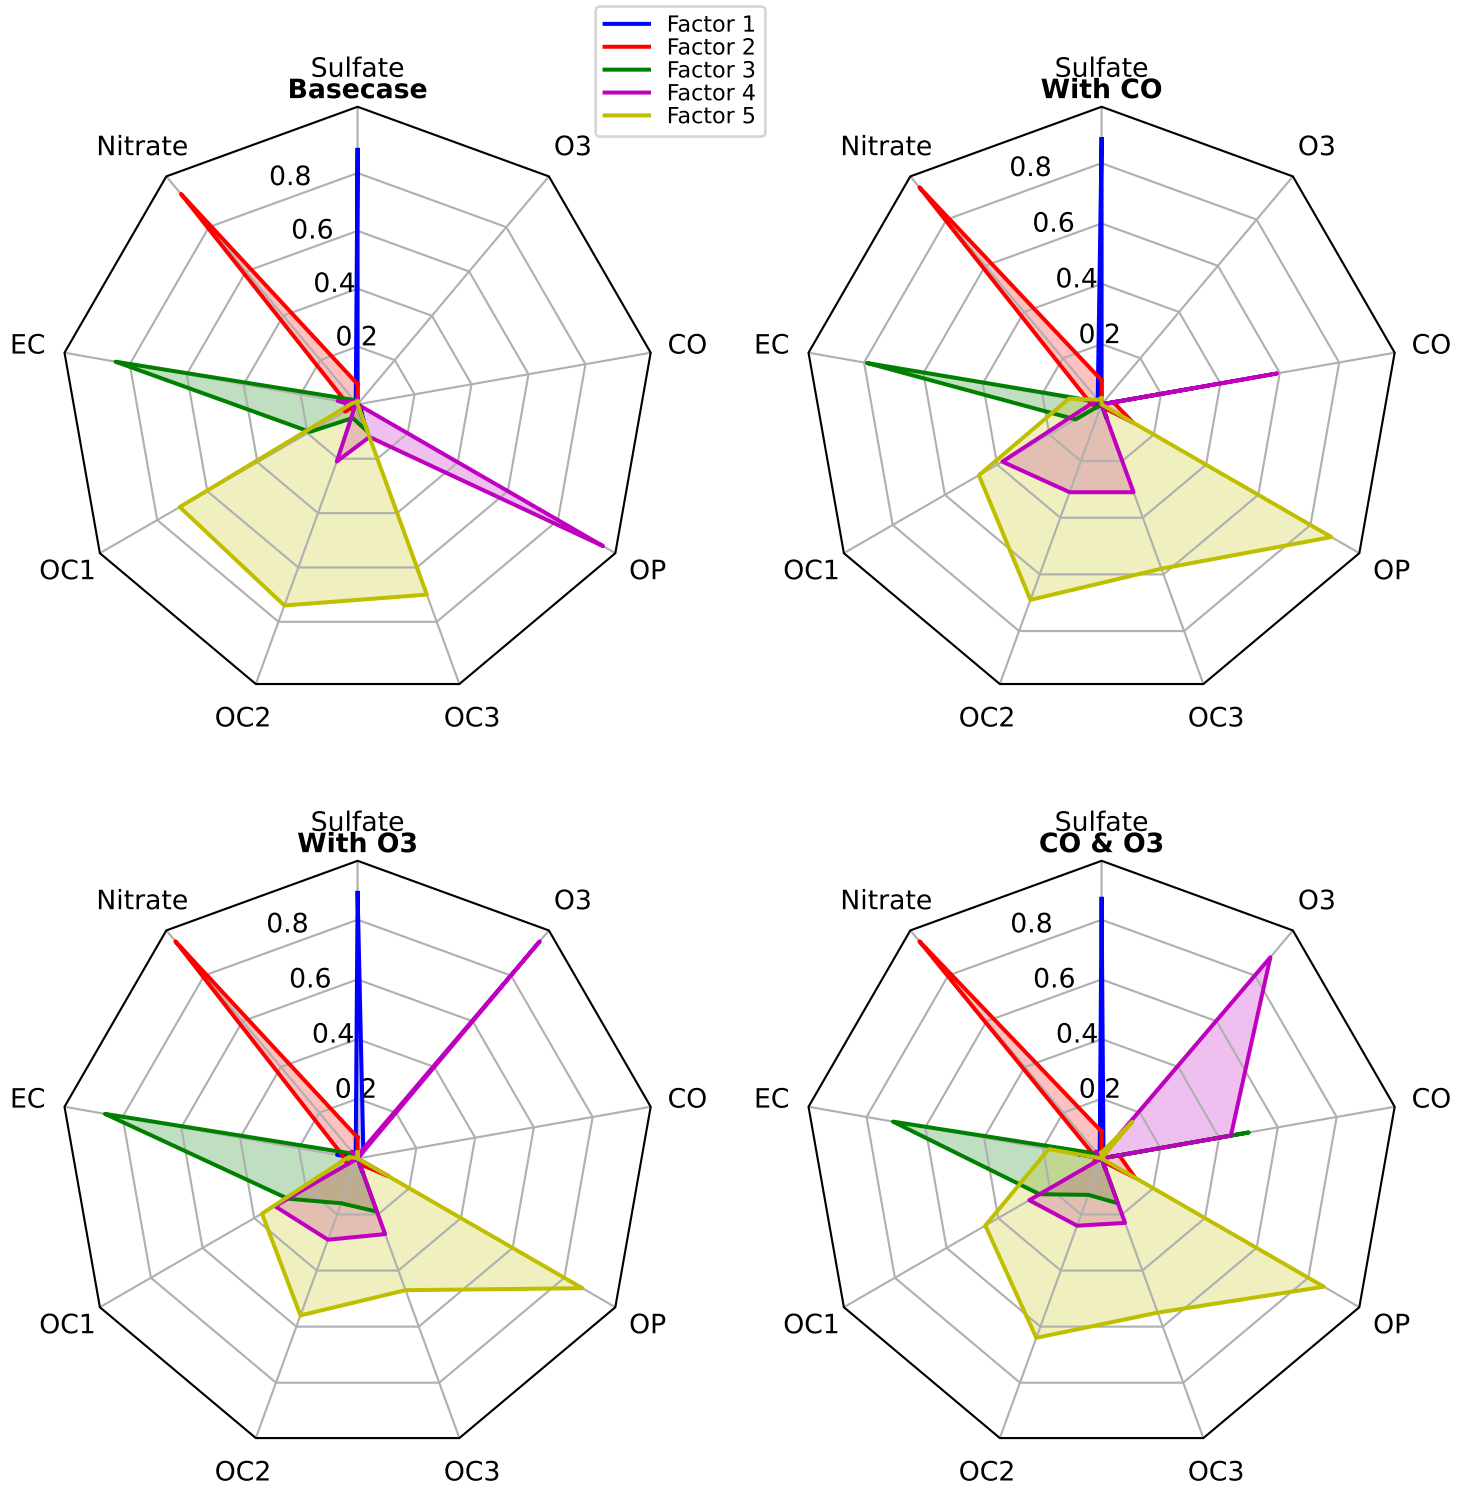 Factor 1
Factor 2
Factor 3
Factor 4
Factor 5
Sulfate
Basecase
Nitrate
O3
EC
CO
OC1
OP
OC2
OC3
0.2
0.4
0.6
0.8
Sulfate
With CO
Nitrate
O3
EC
CO
OC1
OP
OC2
OC3
0.2
0.4
0.6
0.8
Sulfate
With O3
Nitrate
O3
EC
CO
OC1
OP
OC2
OC3
0.2
0.4
0.6
0.8
Sulfate
CO & O3
Nitrate
O3
EC
CO
OC1
OP
OC2
OC3
0.2
0.4
0.6
0.8